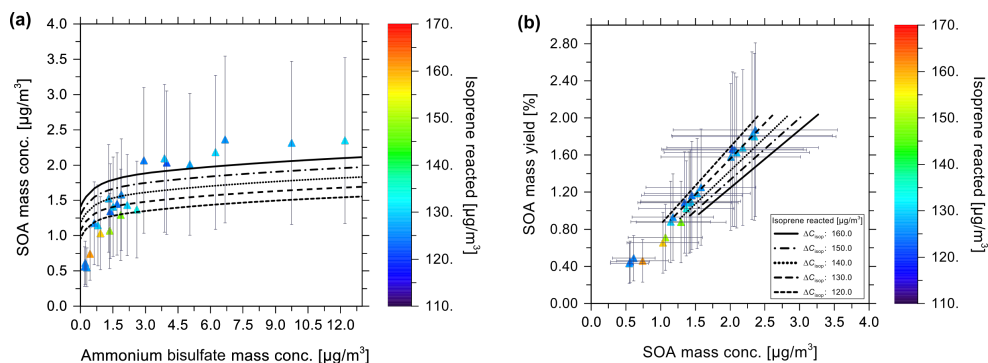 (a)
SOA mass conc. [µg/m³]
4.0
3.5
3.0
2.5
2.0
1.5
1.0
0.5
0.0
0.0 1.5 3.0 4.5 6.0 7.5 9.0 10.5 12.0
Ammonium bisulfate mass conc. [µg/m³]
170.
160.
150.
140.
130.
120.
110.
Isoprene reacted [µg/m³]
(b)
SOA mass yield [%]
2.80
2.40
2.00
1.60
1.20
0.80
0.40
0.00
0.0 0.5 1.0 1.5 2.0 2.5 3.0 3.5 4.0
SOA mass conc. [µg/m³]
Isoprene reacted [µg/m³]
ΔCisop: 160.0
ΔCisop: 150.0
ΔCisop: 140.0
ΔCisop: 130.0
ΔCisop: 120.0
170.
160.
150.
140.
130.
120.
110.
Isoprene reacted [µg/m³]